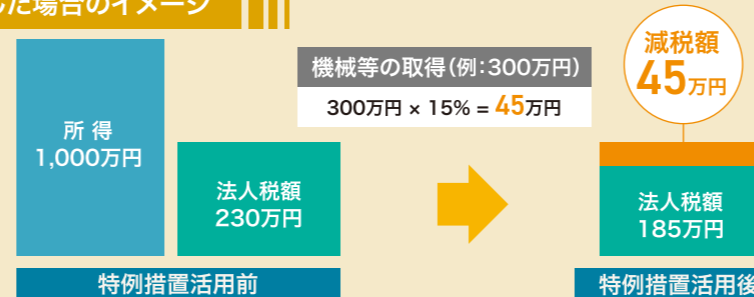 した場合のイメージ
所 得
1,000万円
法人税額
230万円
特例措置活用前
機械等の取得(例:300万円)
300万円 × 15% = 45万円
減税額
45万円
法人税額
185万円
特例措置活用後